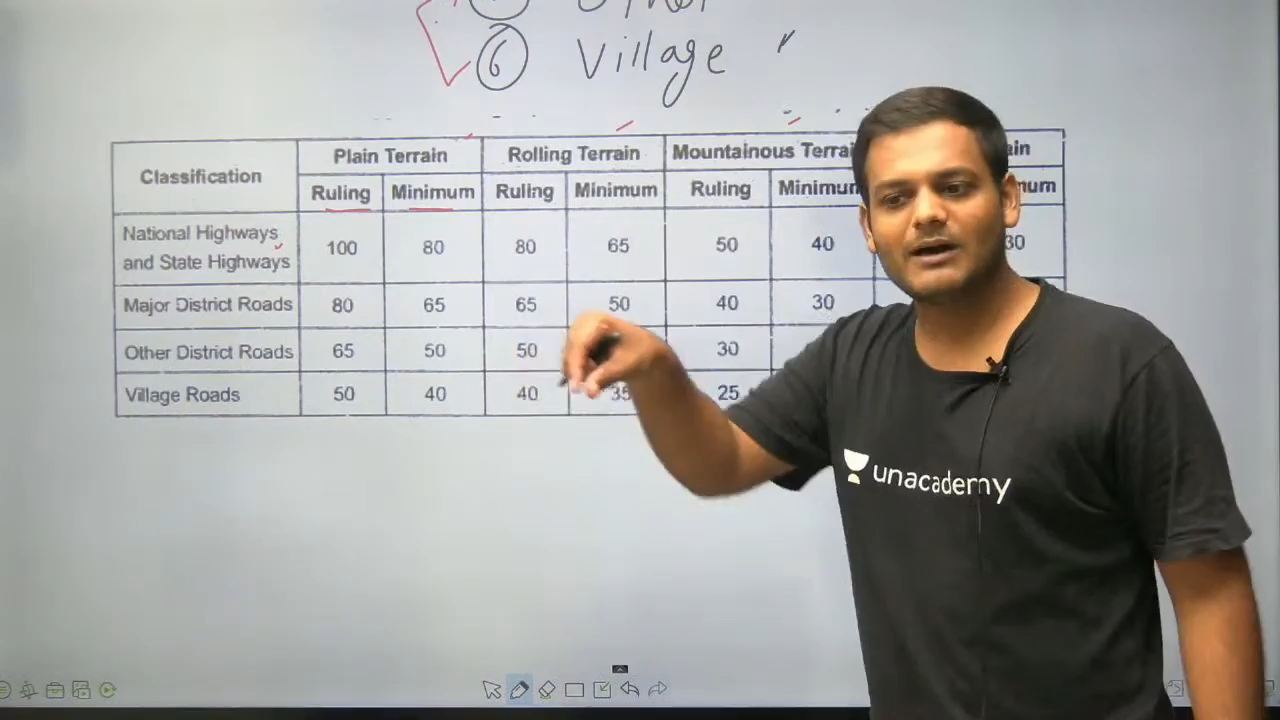 Other
6 Village "
Classification Plain Terrain Rolling Terrain Mountainous
Ruling Minimum Ruling Minimum Ruling
National Highways and State Highways 100 80 80 65 50 40 30
Major District Roads 80 65 65 50 40 30
Other District Roads 65 50 50 30
Village Roads 50 40 40 35 25
unacademy